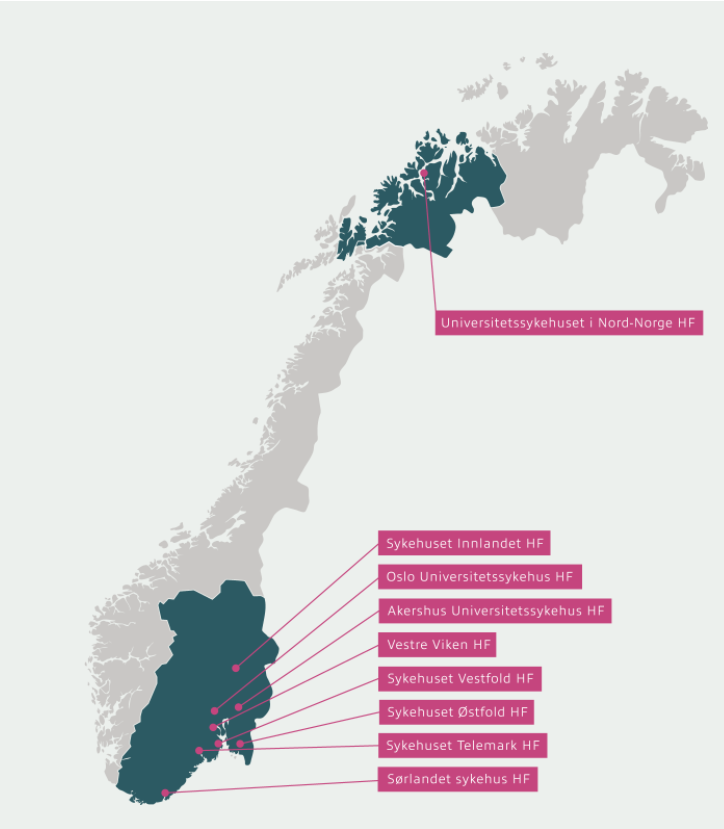 Universitetssykehuset i Nord-Norge HF
Sykehuset Innlandet HF
Oslo Universitetssykehus HF
Akershus Universitetssykehus HF
Vestre Viken HF
Sykehuset Vestfold HF
Sykehuset Østfold HF
Sykehuset Telemark HF
Sørlandet sykehus HF